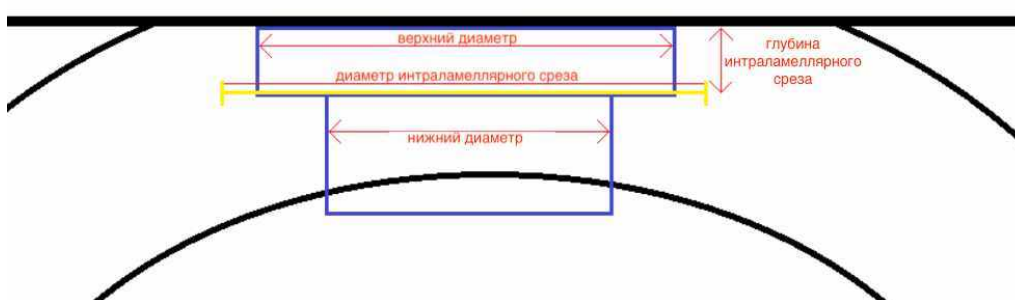 верхний диаметр
глубина
интраламеллярного
среза
диаметр интраламеллярного среза
нижний диаметр